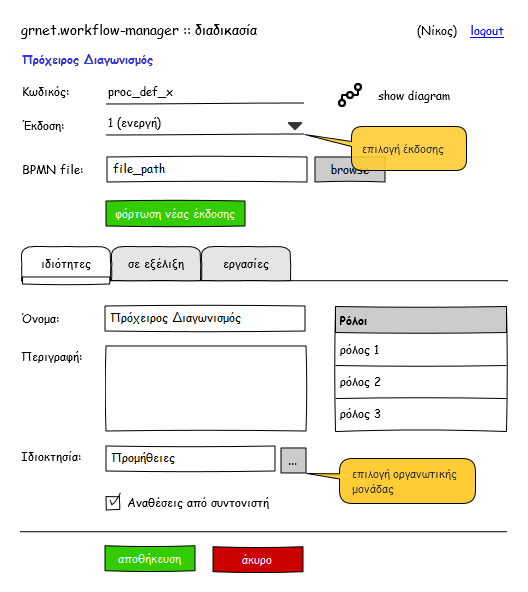 grnet.workflow-manager :: διαδικασία
(Νίκος) logout
Πρόχειρος Διαγωνισμός
Κωδικός: proc_def_x show diagram
Έκδοση: 1 (ενεργή)
επιλογή έκδοσης
BPMN file: file_path browse
φόρτωση νέας έκδοσης
ιδιότητες σε εξέλιξη εργασίες
Όνομα: Πρόχειρος Διαγωνισμός
Ρόλοι
ρόλος 1
ρόλος 2
ρόλος 3
Περιγραφή:
Ιδιοκτησία: Προμήθειες ...
επιλογή οργανωτικής
μονάδας
Αναθέσεις από συντονιστή
αποθήκευση άκυρο